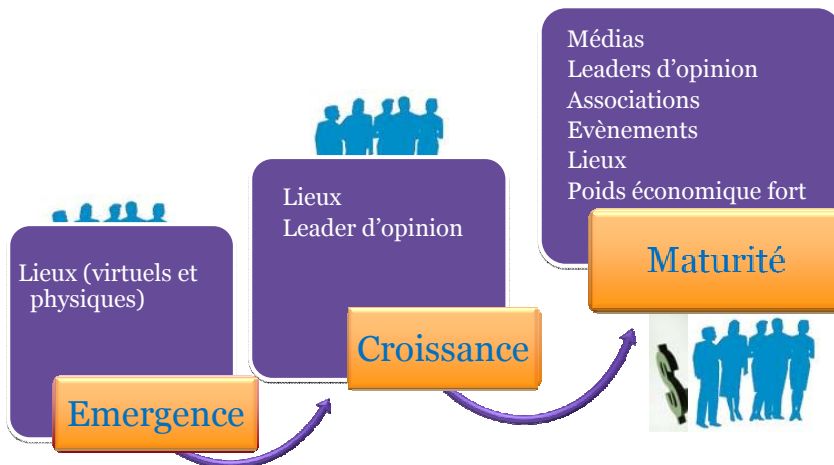 Médias
Leaders d'opinion
Associations
Evènements
Lieux
Poids économique fort
Maturité
Lieux
Leader d'opinion
Croissance
Lieux (virtuels et
physiques)
Emergence
$